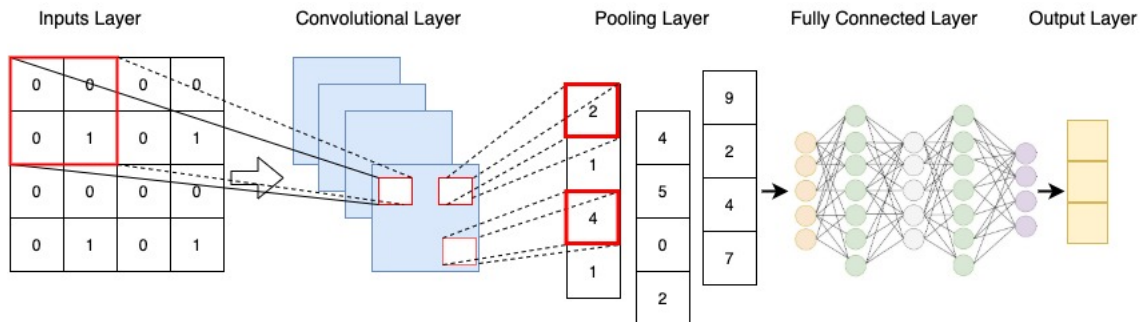 Inputs Layer
Convolutional Layer
Pooling Layer
Fully Connected Layer
Output Layer
0 0 0 0
0 1 0 1
0 0 0 0
0 1 0 1
2
1
4
1
4
5
0
2
9
2
4
7